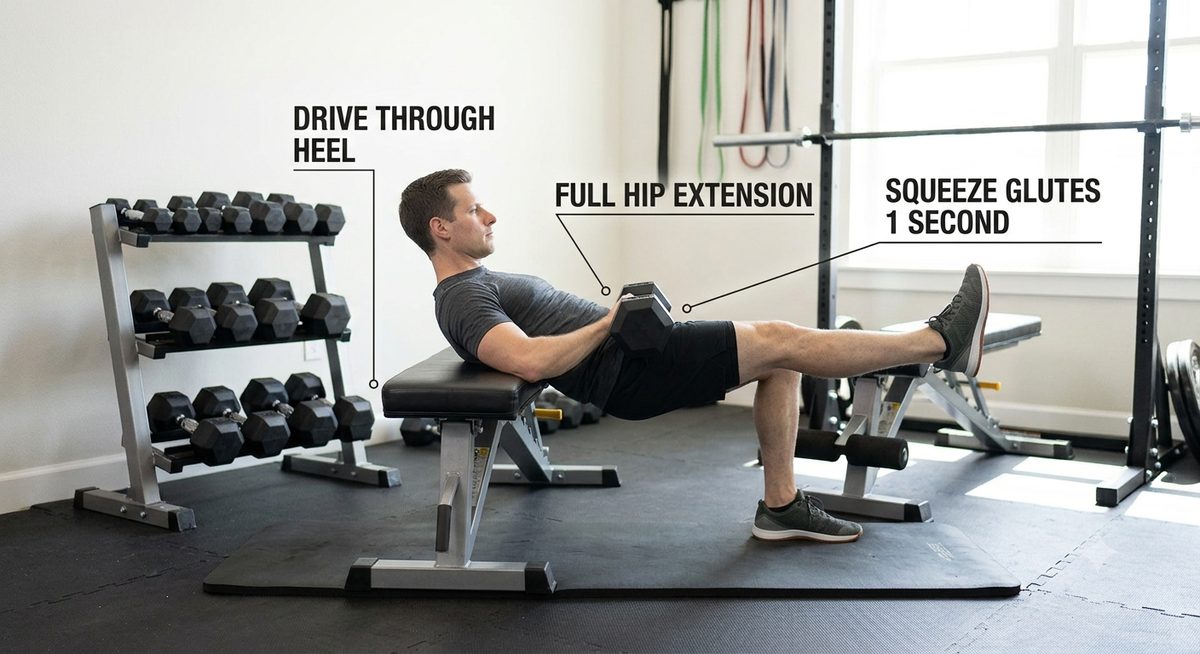 DRIVE THROUGH
HEEL
FULL HIP EXTENSION
SQUEEZE GLUTES
1 SECOND